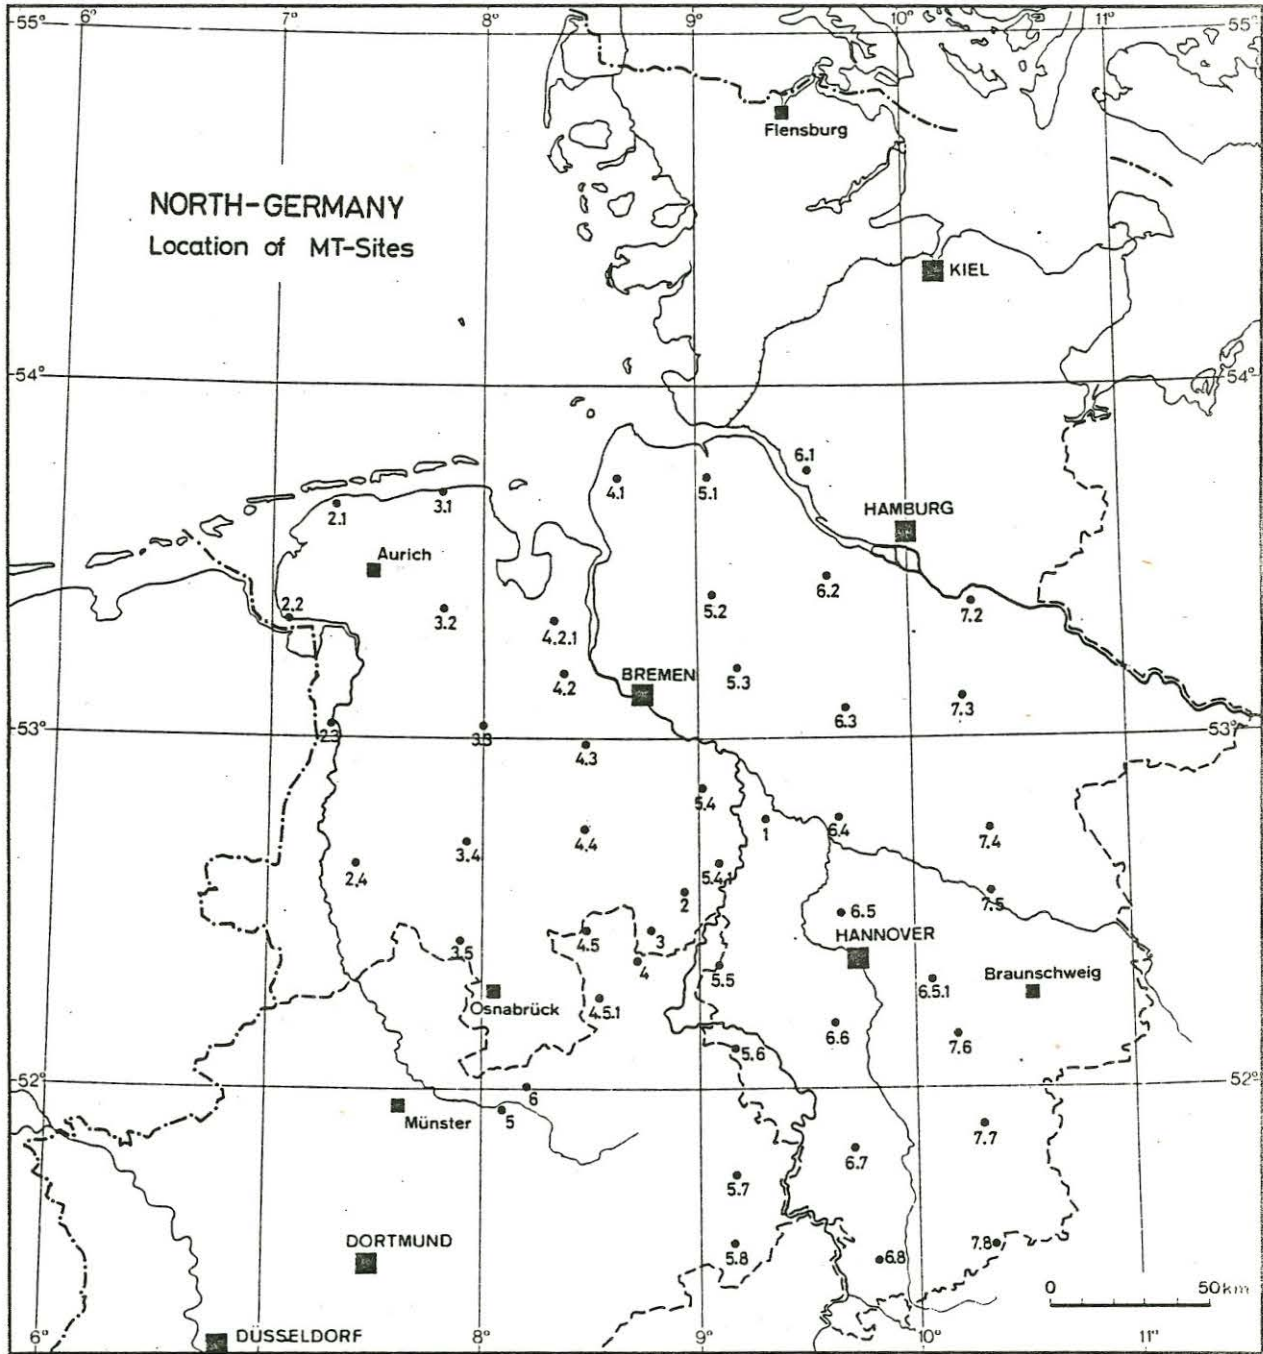 6° 7° 8° 9° 10° 11°
55° 55°
Flensburg
NORTH-GERMANY
Location of MT-Sites
KIEL
54° 54°
6.1
4.1 5.1
3.1
2.1
HAMBURG
Aurich
6.2
2.2 3.2 5.2 7.2
4.2.1
BREMEN 5.3
4.2
6.3 7.3
53° 2.3 3.3 53°
4.3
5.4
1 6.4
4.4 7.4
3.4
2.4 5.4.1
2 7.5
6.5
4.5 3 HANNOVER
3.5
4 5.5 Braunschweig
6.5.1
Osnabrück 4.5.1
6.6 7.6
5.6
52° 52°
6
Münster 5
7.7
6.7
5.7
DORTMUND 7.8
5.8 6.8
0 50km
DÜSSELDORF
6° 8° 9° 10° 11°